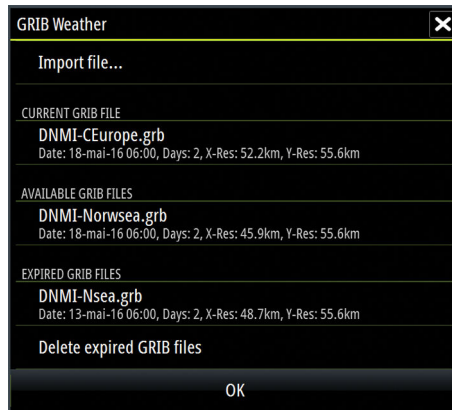 GRIB Weather
Import file...
CURRENT GRIB FILE
DNMI-CEurope.grb
Date: 18-mai-16 06:00, Days: 2, X-Res: 52.2km, Y-Res: 55.6km
AVAILABLE GRIB FILES
DNMI-Norwsea.grb
Date: 18-mai-16 06:00, Days: 2, X-Res: 45.9km, Y-Res: 55.6km
EXPIRED GRIB FILES
DNMI-Nsea.grb
Date: 13-mai-16 06:00, Days: 2, X-Res: 48.7km, Y-Res: 55.6km
Delete expired GRIB files
OK